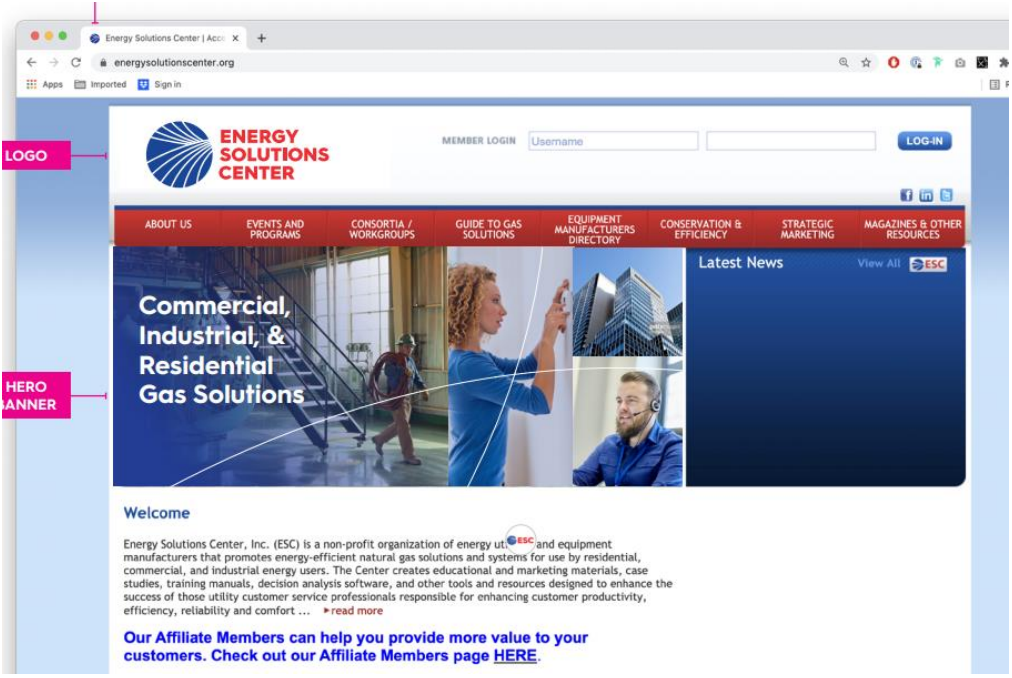 Energy Solutions Center | Acce
energysolutionscenter.org
Apps Imported Sign in
LOGO
ENERGY
SOLUTIONS
CENTER
MEMBER LOGIN Username LOG-IN
ABOUT US
EVENTS AND
PROGRAMS
CONSORTIA /
WORKGROUPS
GUIDE TO GAS
SOLUTIONS
EQUIPMENT
MANUFACTURERS
DIRECTORY
CONSERVATION &
EFFICIENCY
STRATEGIC
MARKETING
MAGAZINES & OTHER
RESOURCES
HERO
BANNER
Commercial,
Industrial, &
Residential
Gas Solutions
Latest News View All ESC
Welcome
ESC
Energy Solutions Center, Inc. (ESC) is a non-profit organization of energy ut and equipment
manufacturers that promotes energy-efficient natural gas solutions and systems for use by residential,
commercial, and industrial energy users. The Center creates educational and marketing materials, case
studies, training manuals, decision analysis software, and other tools and resources designed to enhance the
success of those utility customer service professionals responsible for enhancing customer productivity,
efficiency, reliability and comfort ... ▸read more
Our Affiliate Members can help you provide more value to your
customers. Check out our Affiliate Members page HERE.